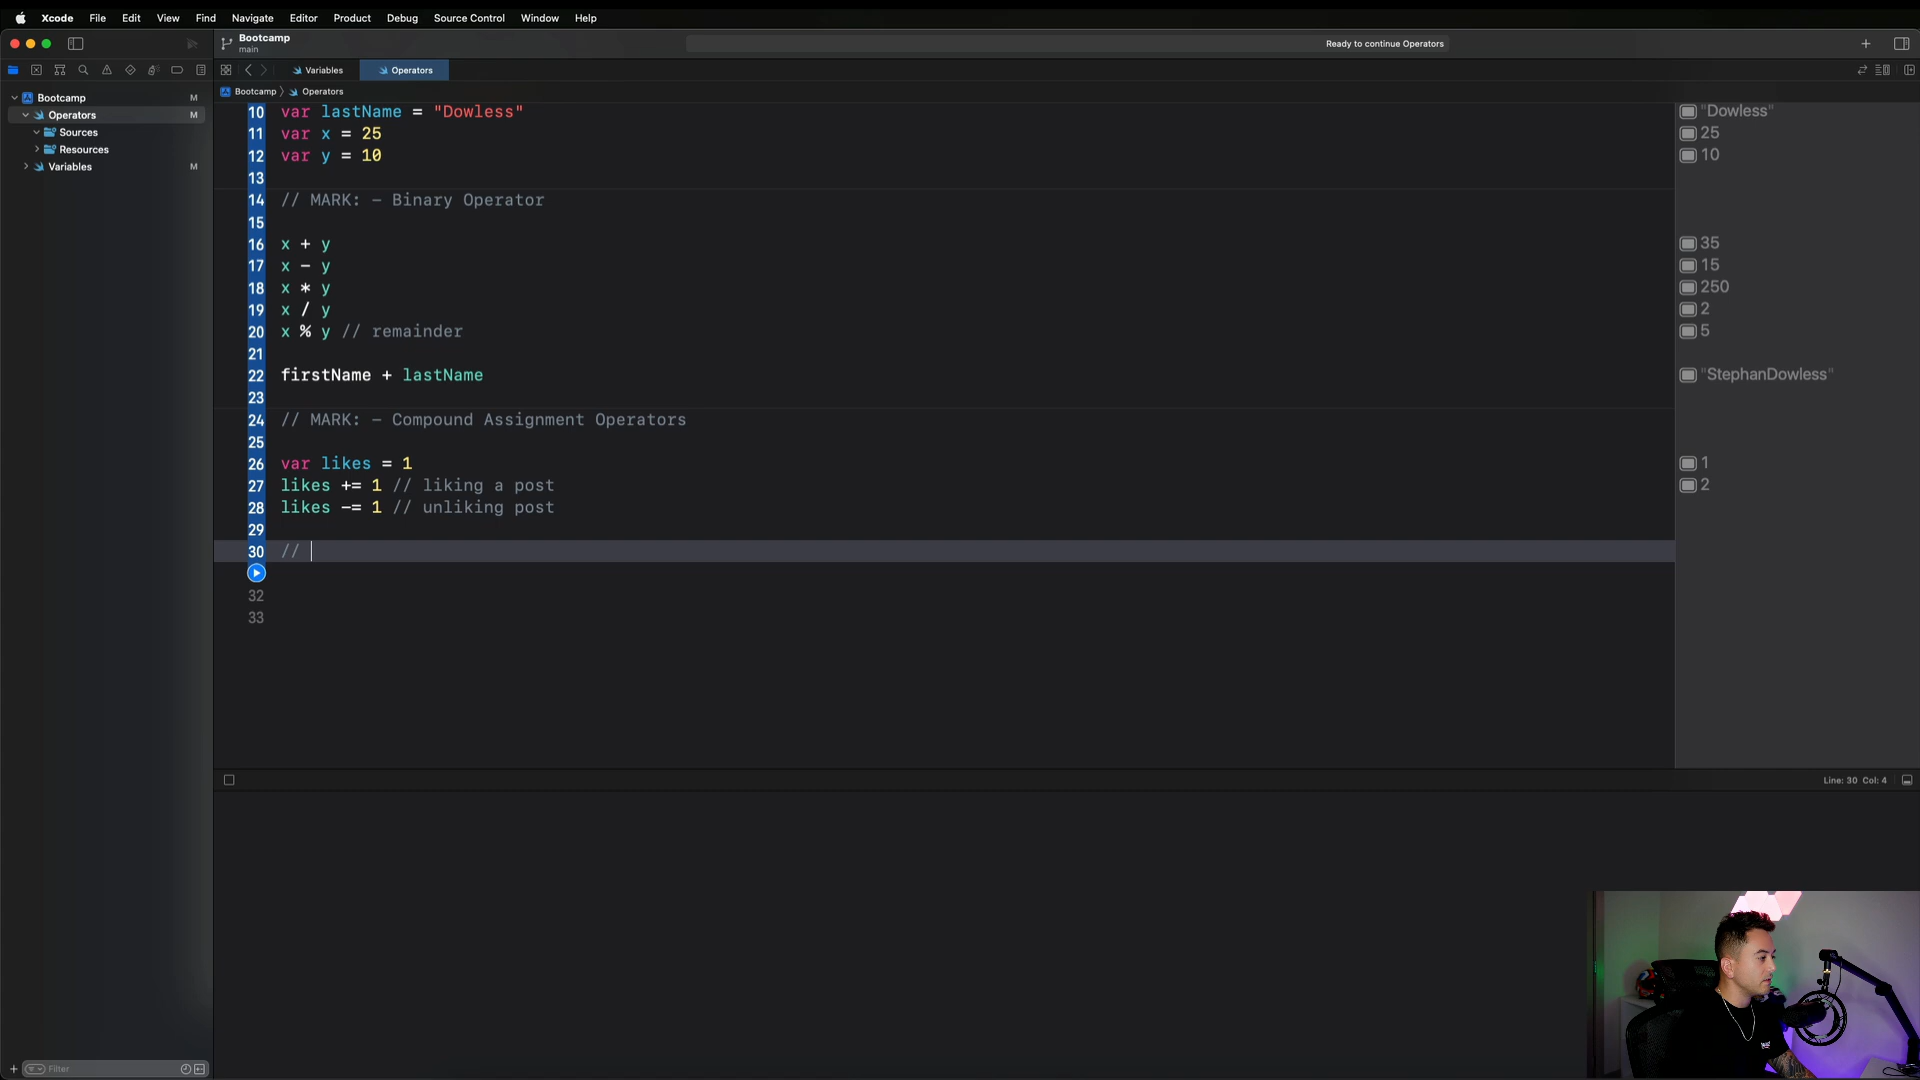 Xcode File Edit View Find Navigate Editor Product Debug Source Control Window Help
Bootcamp
main
Ready to continue Operators
Variables Operators
Bootcamp Operators
Bootcamp M
Operators M
Sources
Resources
Variables M
10 var lastName = "Dowless" "Dowless"
11 var x = 25 25
12 var y = 10 10
13
14 // MARK: - Binary Operator
15
16 x + y 35
17 x - y 15
18 x * y 250
19 x / y 2
20 x % y // remainder 5
21
22 firstName + lastName "StephanDowless"
23
24 // MARK: - Compound Assignment Operators
25
26 var likes = 1 1
27 likes += 1 // liking a post 2
28 likes -= 1 // unliking post
29
30 //
32
33
Line: 30 Col: 4
Filter